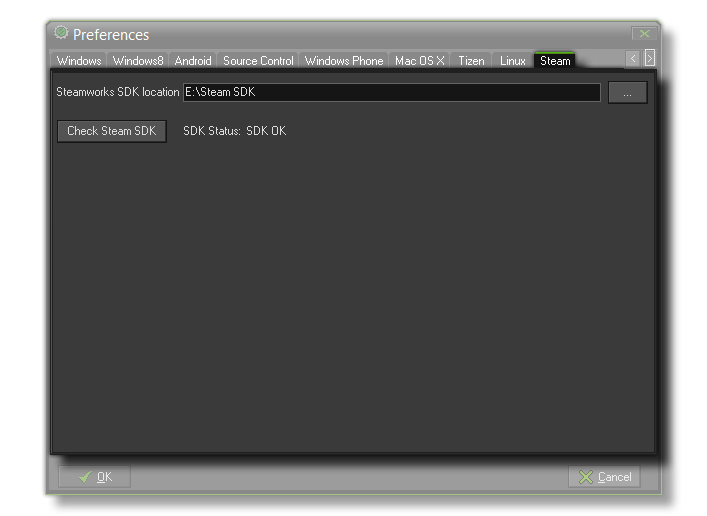 Preferences
Windows Windows8 Android Source Control Windows Phone Mac OS X Tizen Linux Steam < >
Steamworks SDK location E:\Steam SDK ...
Check Steam SDK SDK Status: SDK OK
OK Cancel